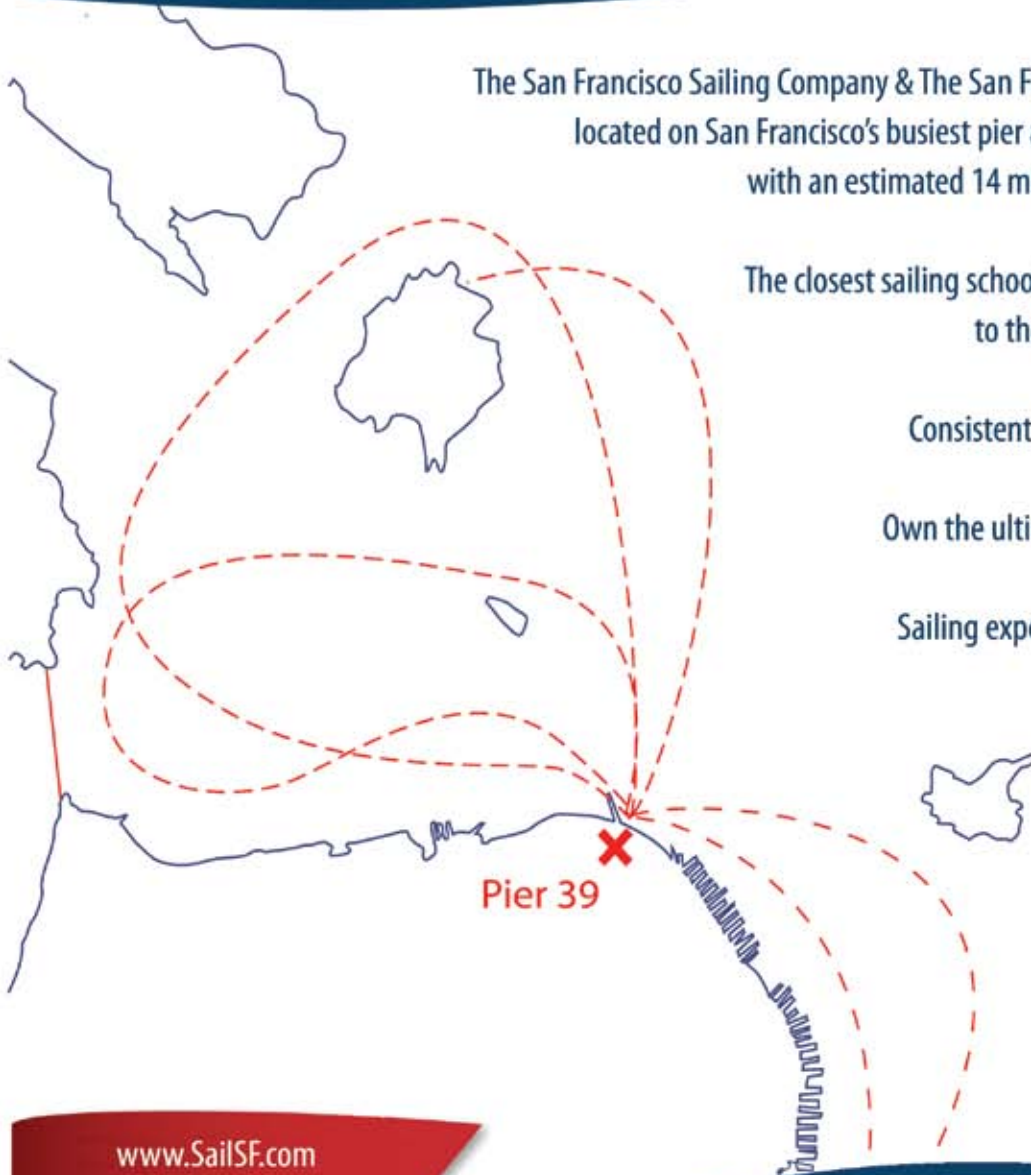 The San Francisco Sailing Company & The San F
located on San Francisco's busiest pier
with an estimated 14 m
The closest sailing schoo
to th
Consistent
Own the ulti
Sailing expe
Pier 39
www.SailSF.com